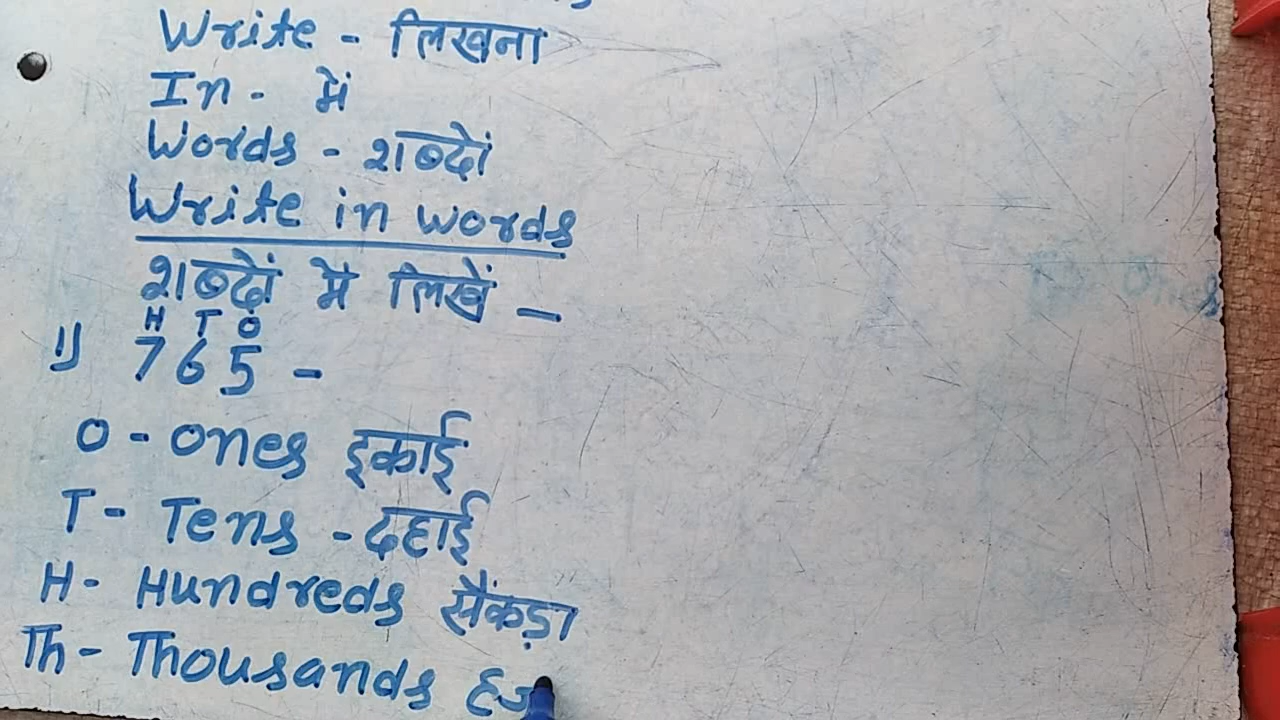 Write - लिखना
In - में
Words - शब्दों
Write in words
शब्दों में लिखें -
H T O
1) 765 -
O - Ones इकाई
T - Tens - दहाई
H - Hundreds सैंकड़ा
Th - Thousands
Ones